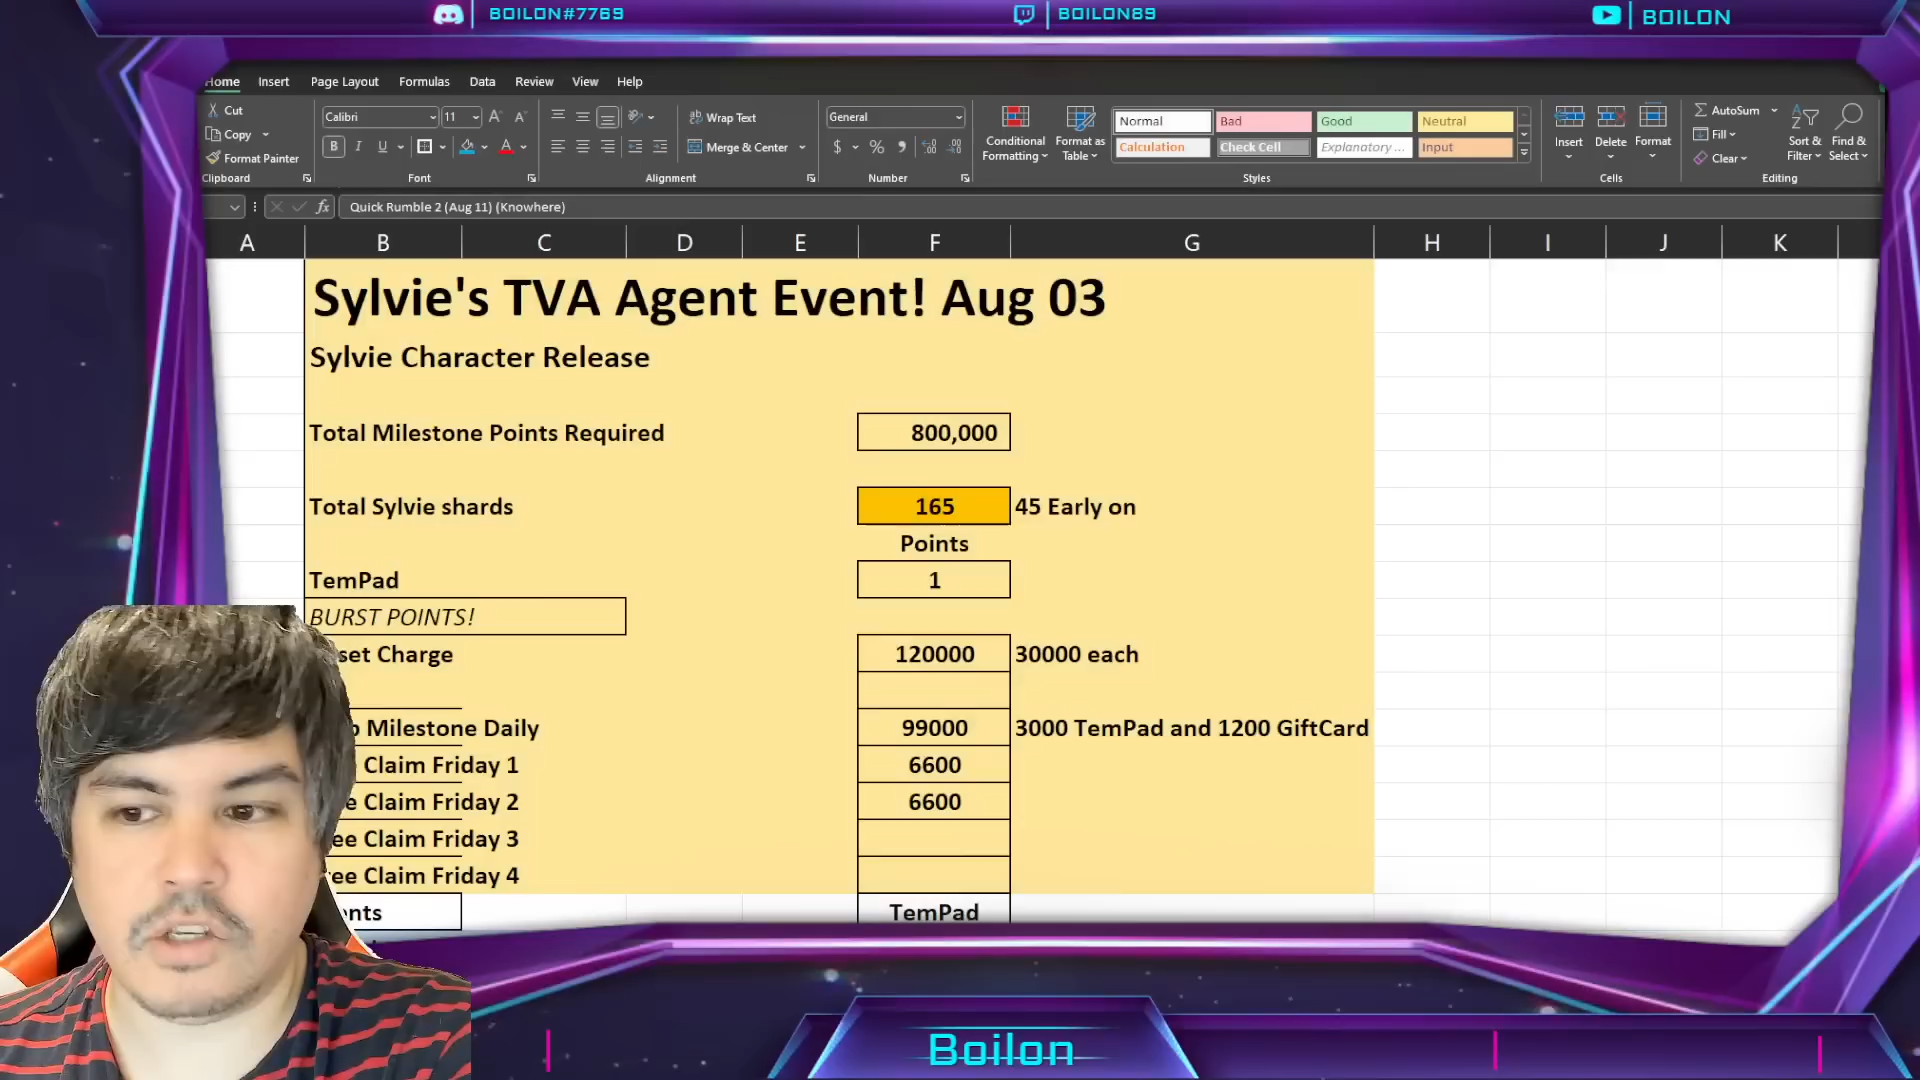 BOILON#7769 BOILON89 BOILON
Home Insert Page Layout Formulas Data Review View Help
Cut
Copy
Format Painter
Clipboard
Calibri 11
B I U
Font
Wrap Text
Merge & Center
Alignment
General
$ % ,
Number
Conditional Formatting
Format as Table
Normal Bad Good Neutral
Calculation Check Cell Explanatory ... Input
Styles
Insert Delete Format
Cells
AutoSum
Fill
Clear
Sort & Filter
Find & Select
Editing
fx Quick Rumble 2 (Aug 11) (Knowhere)
A B C D E F G H I J K
Sylvie's TVA Agent Event! Aug 03
Sylvie Character Release
Total Milestone Points Required 800,000
Total Sylvie shards 165 45 Early on
Points
TemPad 1
BURST POINTS!
set Charge 120000 30000 each
Milestone Daily 99000 3000 TemPad and 1200 GiftCard
Claim Friday 1 6600
e Claim Friday 2 6600
ee Claim Friday 3
ee Claim Friday 4
nts TemPad
Boilon